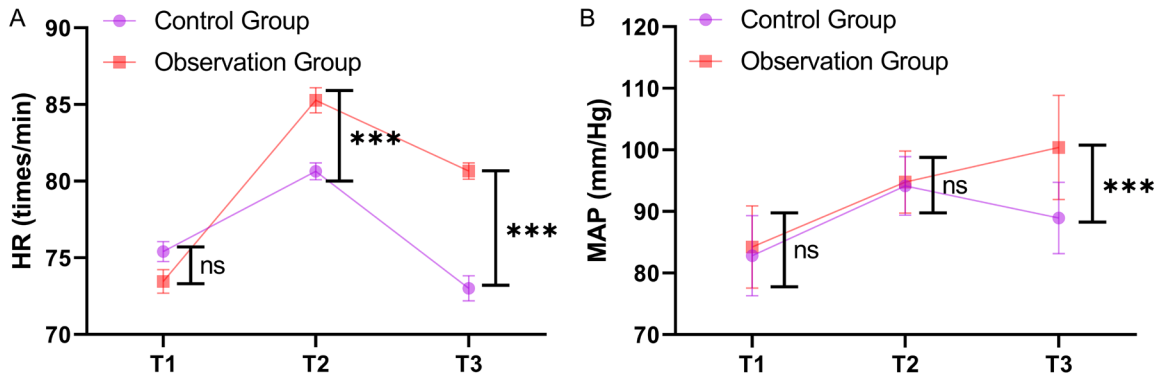 A
Control Group
Observation Group
HR (times/min)
90
85
80
75
70
ns
***
***
T1 T2 T3
B
Control Group
Observation Group
MAP (mm/Hg)
120
110
100
90
80
70
ns
ns
***
T1 T2 T3